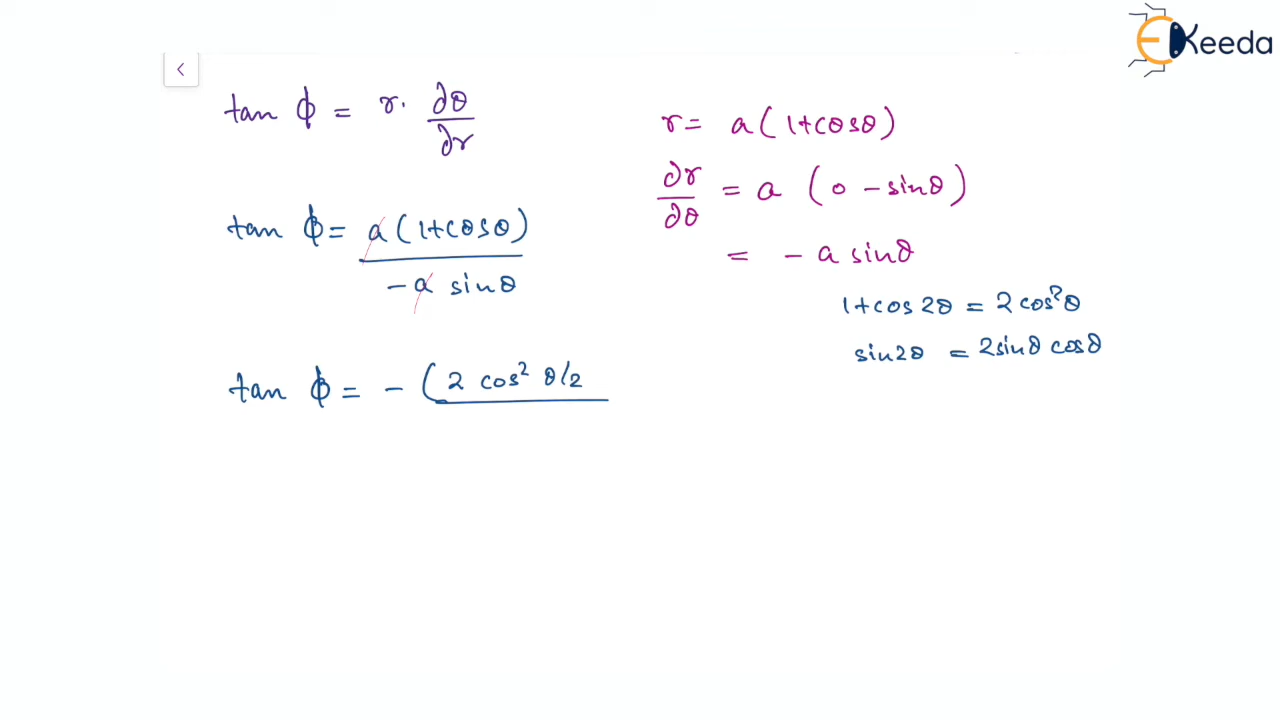 EKeeda
<
tan ϕ = r. ∂θ/∂r
tan ϕ = a(1+cosθ)/-a sinθ
tan ϕ = - (2 cos² θ/2
r = a(1+cosθ)
∂r/∂θ = a (0 - sinθ)
= - a sinθ
1+cos 2θ = 2 cos²θ
sin2θ = 2sinθ cosθ